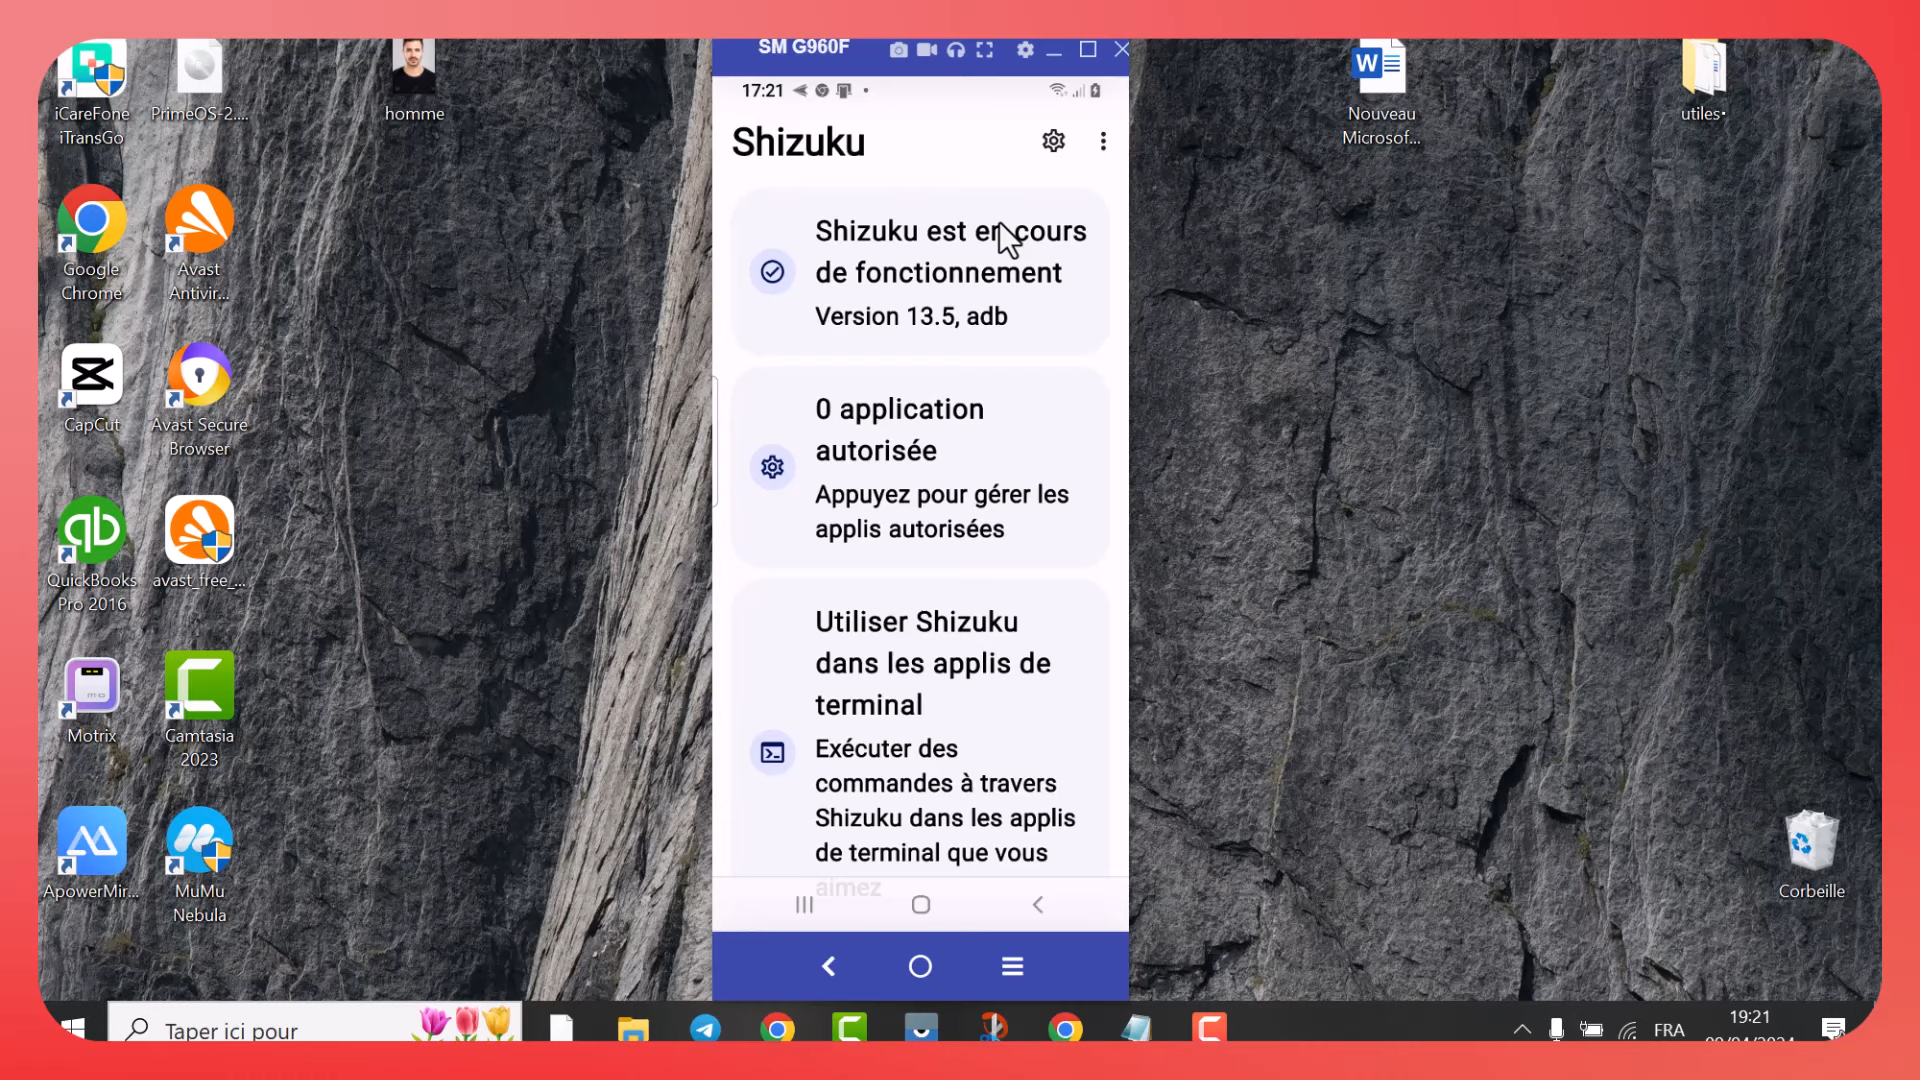 SM G960F
17:21
Shizuku
Shizuku est en cours
de fonctionnement
Version 13.5, adb
0 application
autorisée
Appuyez pour gérer les
applis autorisées
Utiliser Shizuku
dans les applis de
terminal
Exécuter des
commandes à travers
Shizuku dans les applis
de terminal que vous
aimez
iCareFone
iTransGo
PrimeOS-2....
homme
Google
Chrome
Avast
Antivir...
CapCut
Avast Secure
Browser
QuickBooks
Pro 2016
avast_free_...
Motrix
Camtasia
2023
ApowerMir...
MuMu
Nebula
Nouveau
Microsof...
utiles•
Corbeille
Taper ici pour
FRA
19:21